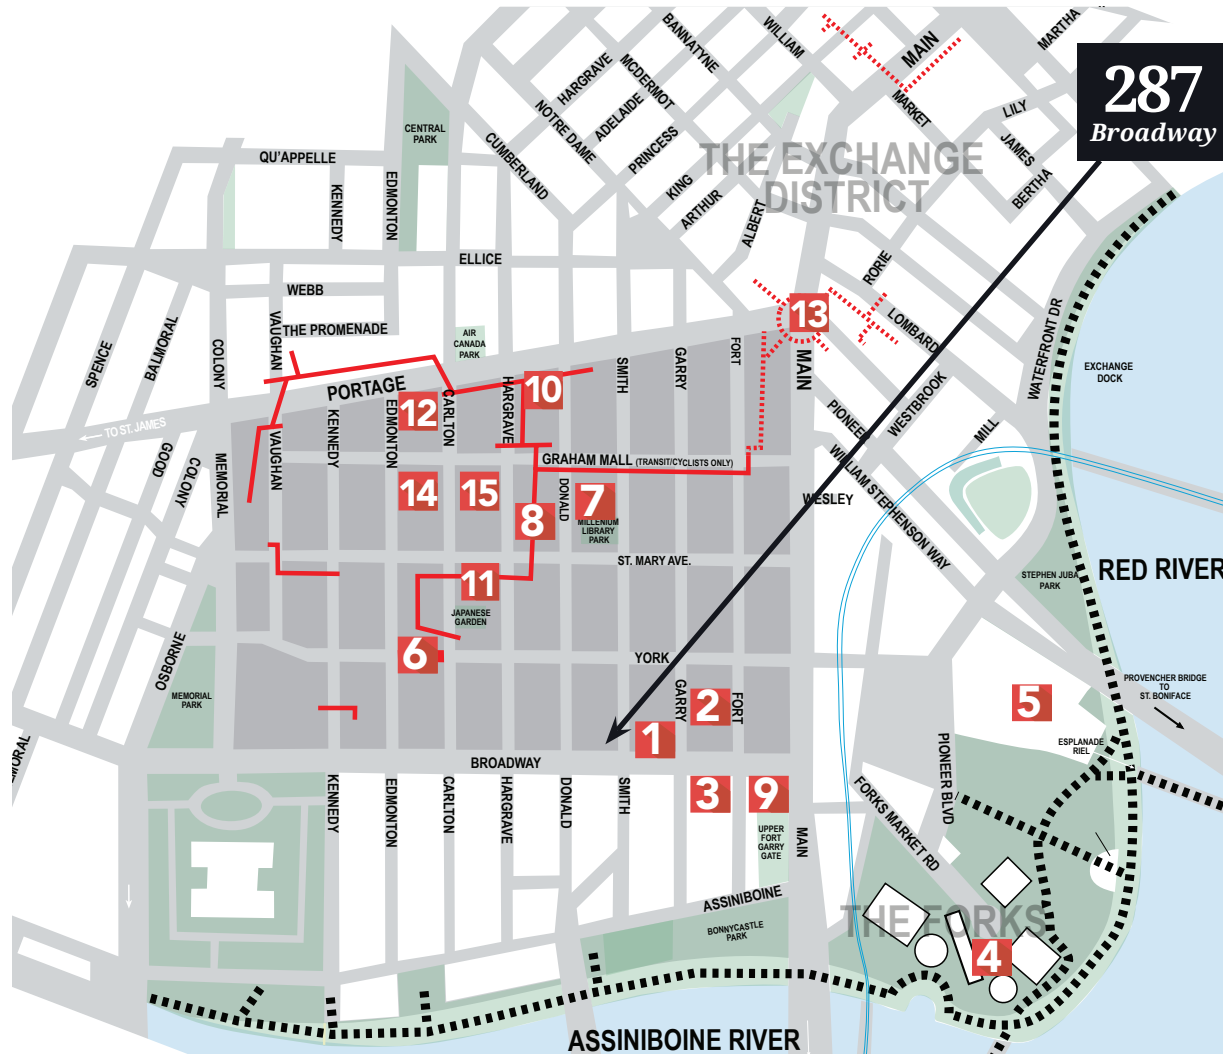 MARTHA
WILLIAM
BANNATYNE
MAIN
HARGRAVE
MCDERMOT
287
Broadway
NOTRE DAME
ADELAIDE
MARKET
LILY
CENTRAL
PARK
CUMBERLAND
PRINCESS
JAMES
QU'APPELLE
THE EXCHANGE
DISTRICT
KING
ARTHUR
BERTHA
KENNEDY
EDMONTON
ALBERT
ELLICE
RORIE
WEBB
VAUGHAN
THE PROMENADE
AIR
CANADA
PARK
13
LOMBARD
WATERFRONT DR
SPENCE
BALMORAL
COLONY
PORTAGE
HARGRAVE
10
SMITH
GARRY
FORT
MAIN
EXCHANGE
DOCK
12
EDMONTON
CARLTON
KENNEDY
PIONEER
WESTBROOK
MILL
← TO ST. JAMES
GOOD
COLONY
MEMORIAL
VAUGHAN
GRAHAM MALL (TRANSIT/CYCLISTS ONLY)
WILLIAM STEPHENSON WAY
14
15
8
DONALD
7
MILLENIUM
LIBRARY
PARK
WESLEY
ST. MARY AVE.
RED RIVER
STEPHEN JUBA
PARK
11
JAPANESE
GARDEN
OSBORNE
6
YORK
MEMORIAL
PARK
GARRY
2
FORT
5
PROVENCHER BRIDGE
TO
ST. BONIFACE
1
ESPLANADE
RIEL
MORAL
BROADWAY
PIONEER BLVD
KENNEDY
EDMONTON
CARLTON
HARGRAVE
DONALD
SMITH
3
9
FORKS MARKET RD
UPPER
FORT
GARRY
GATE
MAIN
ASSINIBOINE
THE FORKS
BONNYCASTLE
PARK
4
ASSINIBOINE RIVER